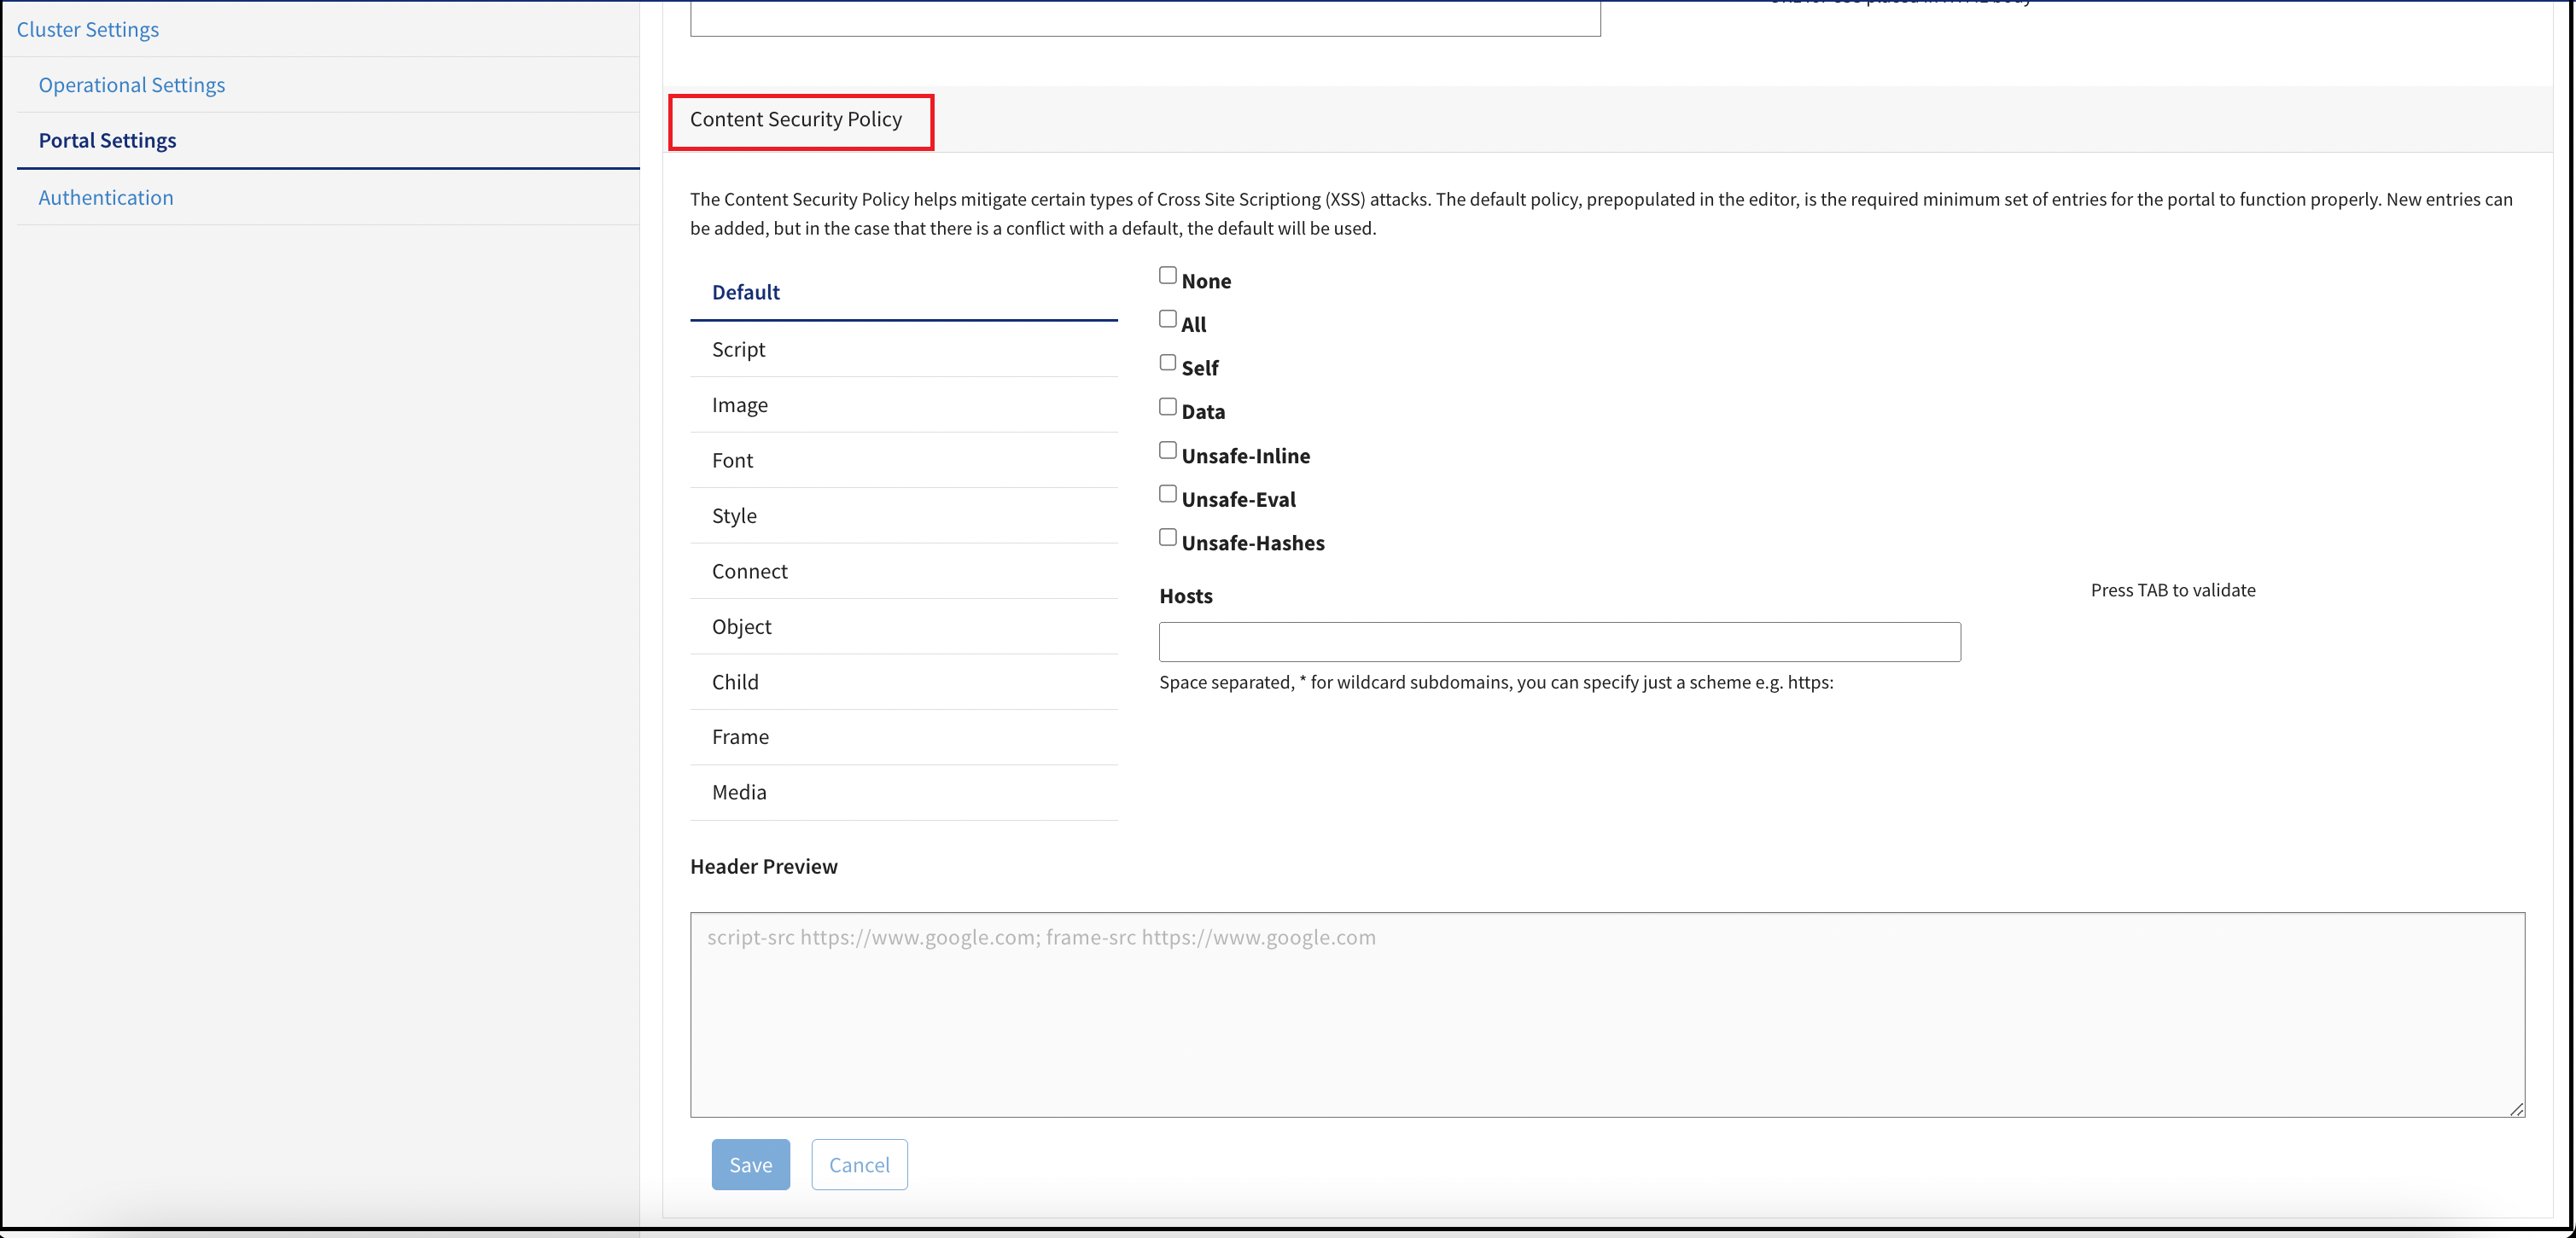 Cluster Settings
Operational Settings
Portal Settings
Authentication
Content Security Policy
The Content Security Policy helps mitigate certain types of Cross Site Scriptiong (XSS) attacks. The default policy, prepopulated in the editor, is the required minimum set of entries for the portal to function properly. New entries can
be added, but in the case that there is a conflict with a default, the default will be used.
Default
Script
Image
Font
Style
Connect
Object
Child
Frame
Media
None
All
Self
Data
Unsafe-Inline
Unsafe-Eval
Unsafe-Hashes
Hosts
Press TAB to validate
Space separated, * for wildcard subdomains, you can specify just a scheme e.g. https:
Header Preview
script-src https://www.google.com; frame-src https://www.google.com
Save
Cancel